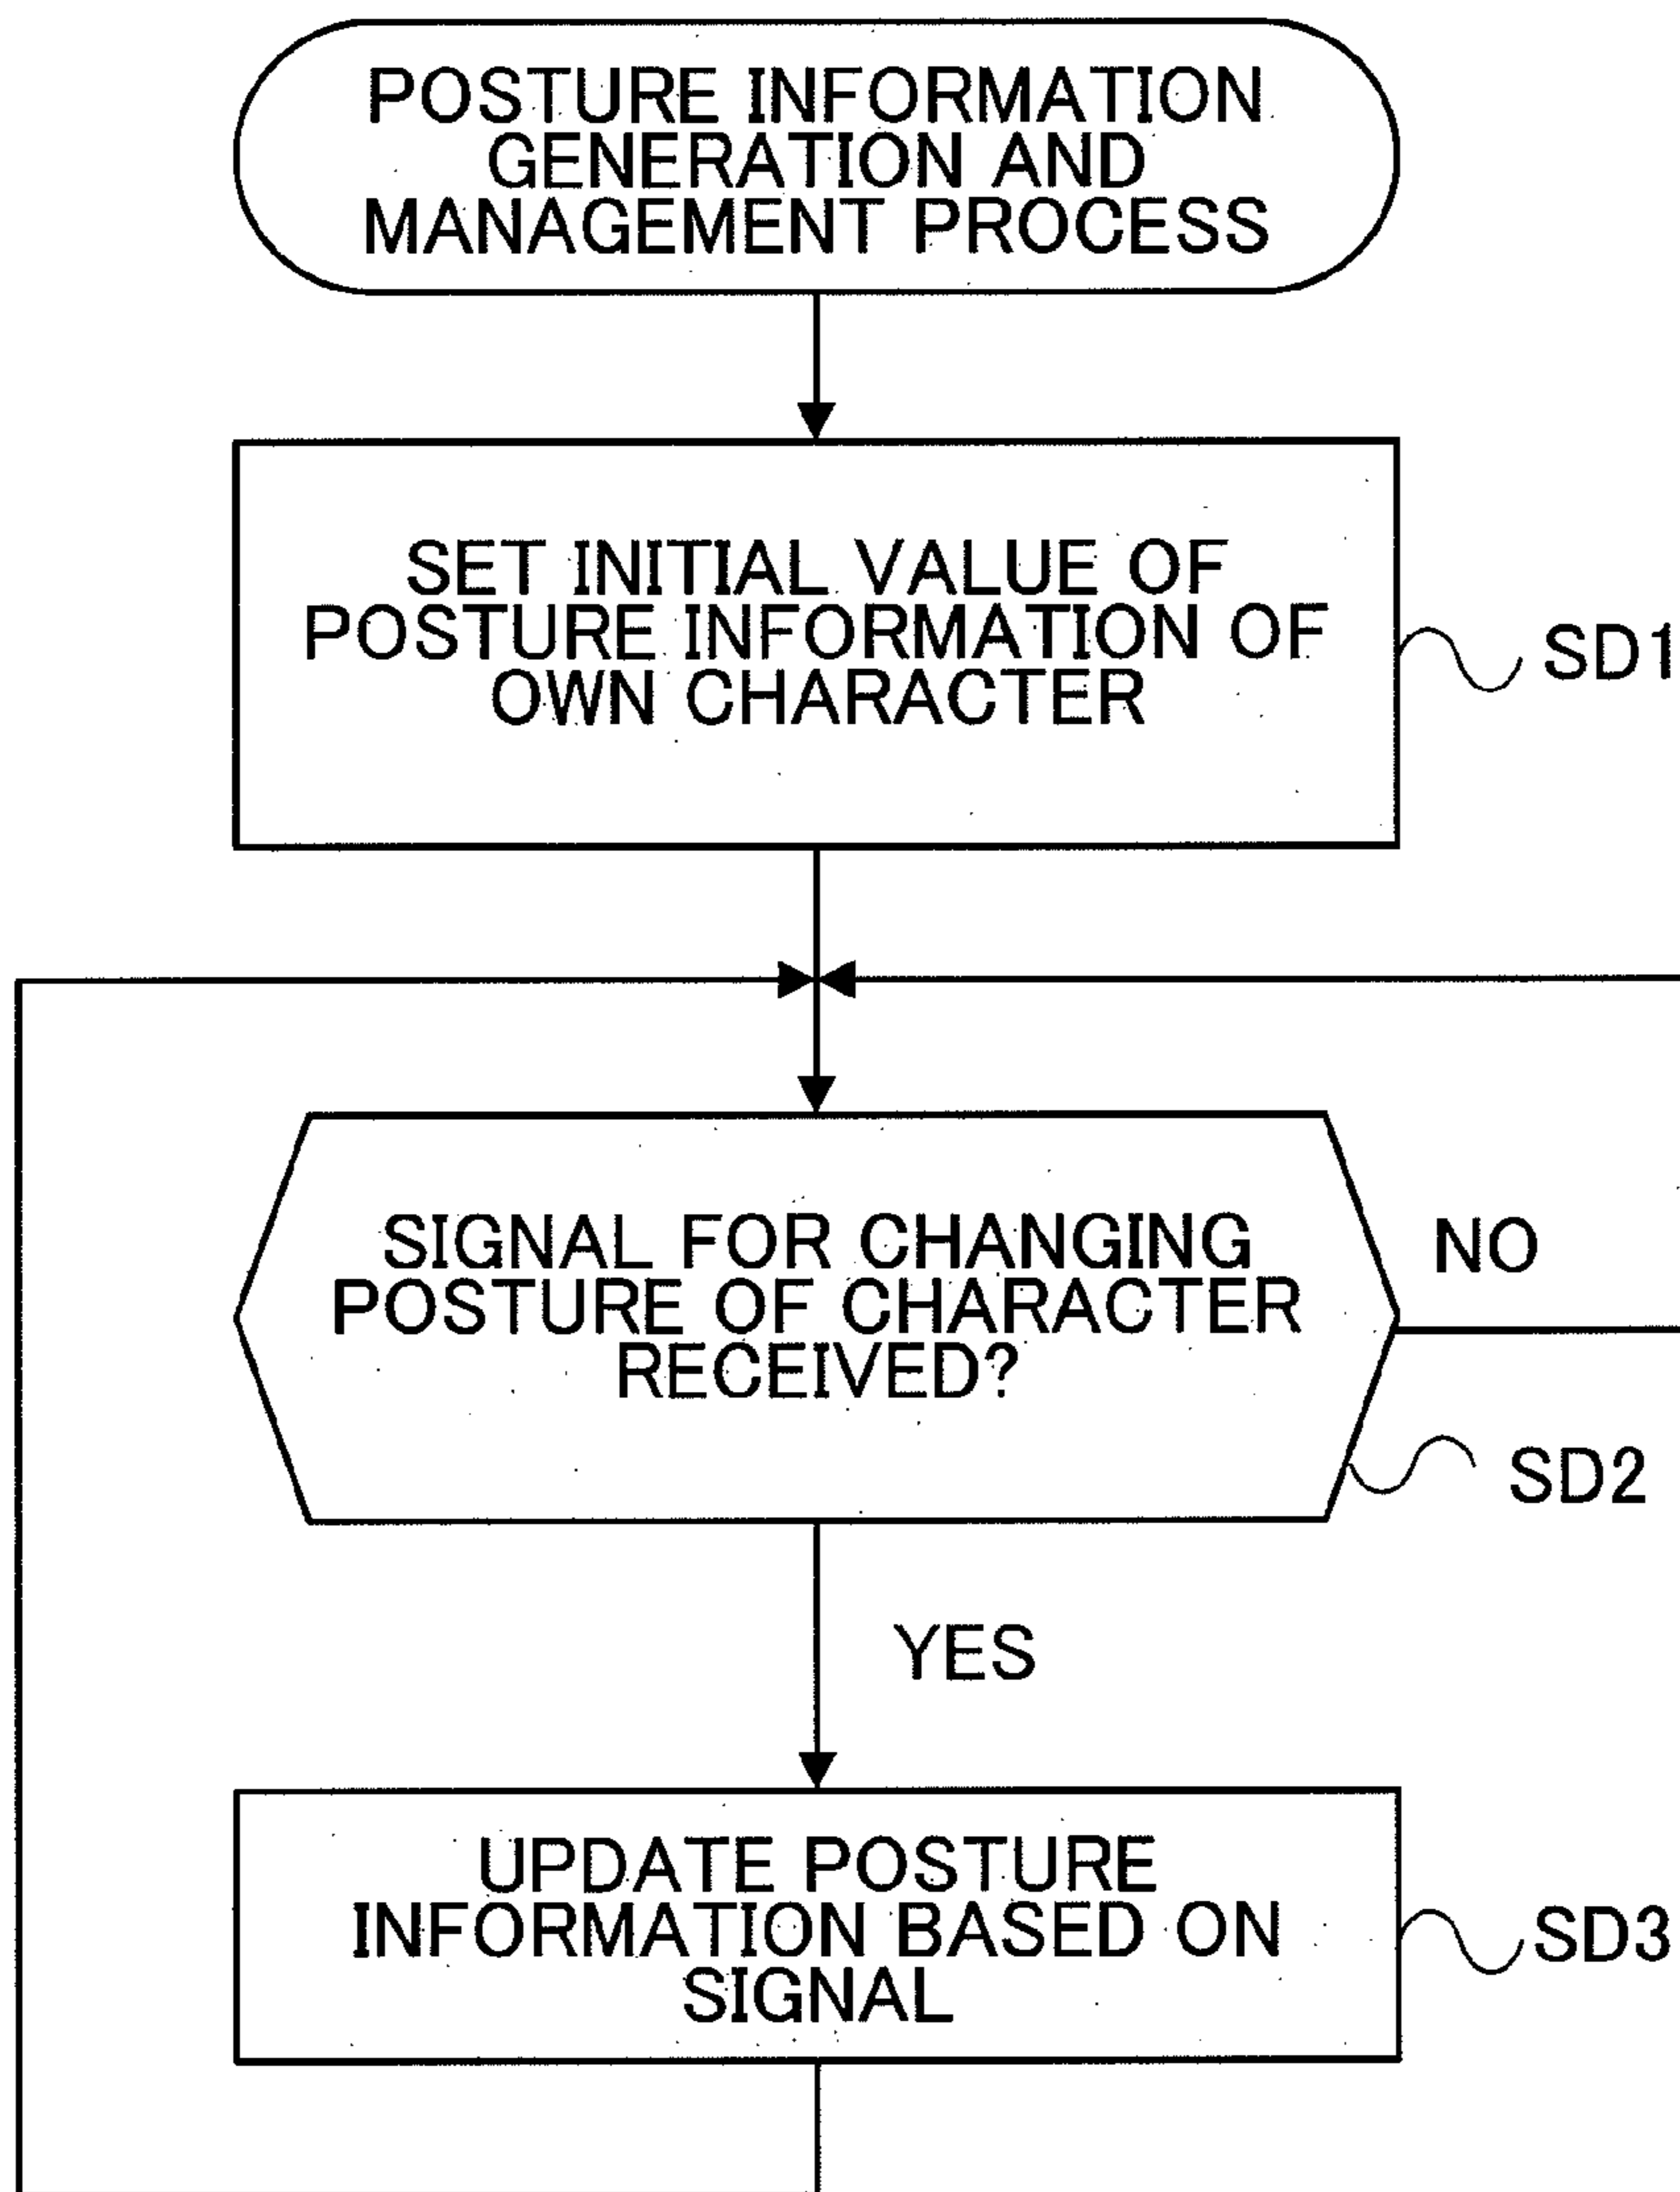 POSTURE INFORMATION
GENERATION AND
MANAGEMENT PROCESS
SET INITIAL VALUE OF
POSTURE INFORMATION OF
OWN CHARACTER
SD1
SIGNAL FOR CHANGING
POSTURE OF CHARACTER
RECEIVED?
NO
SD2
YES
UPDATE POSTURE
INFORMATION BASED ON
SIGNAL
SD3